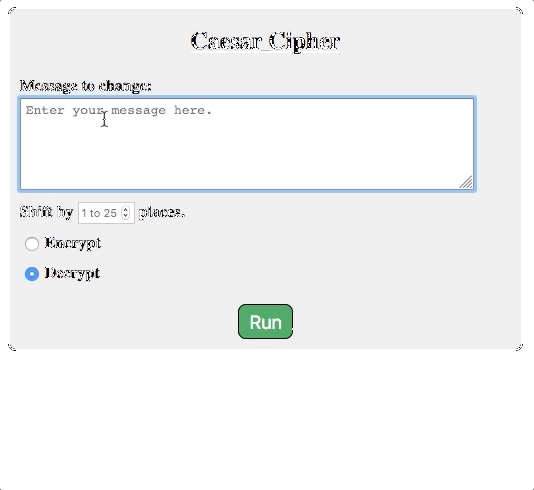 Caesar Cipher
Message to change:
Enter your message here.
Shift by 1 to 25 places.
Encrypt
Decrypt
Run